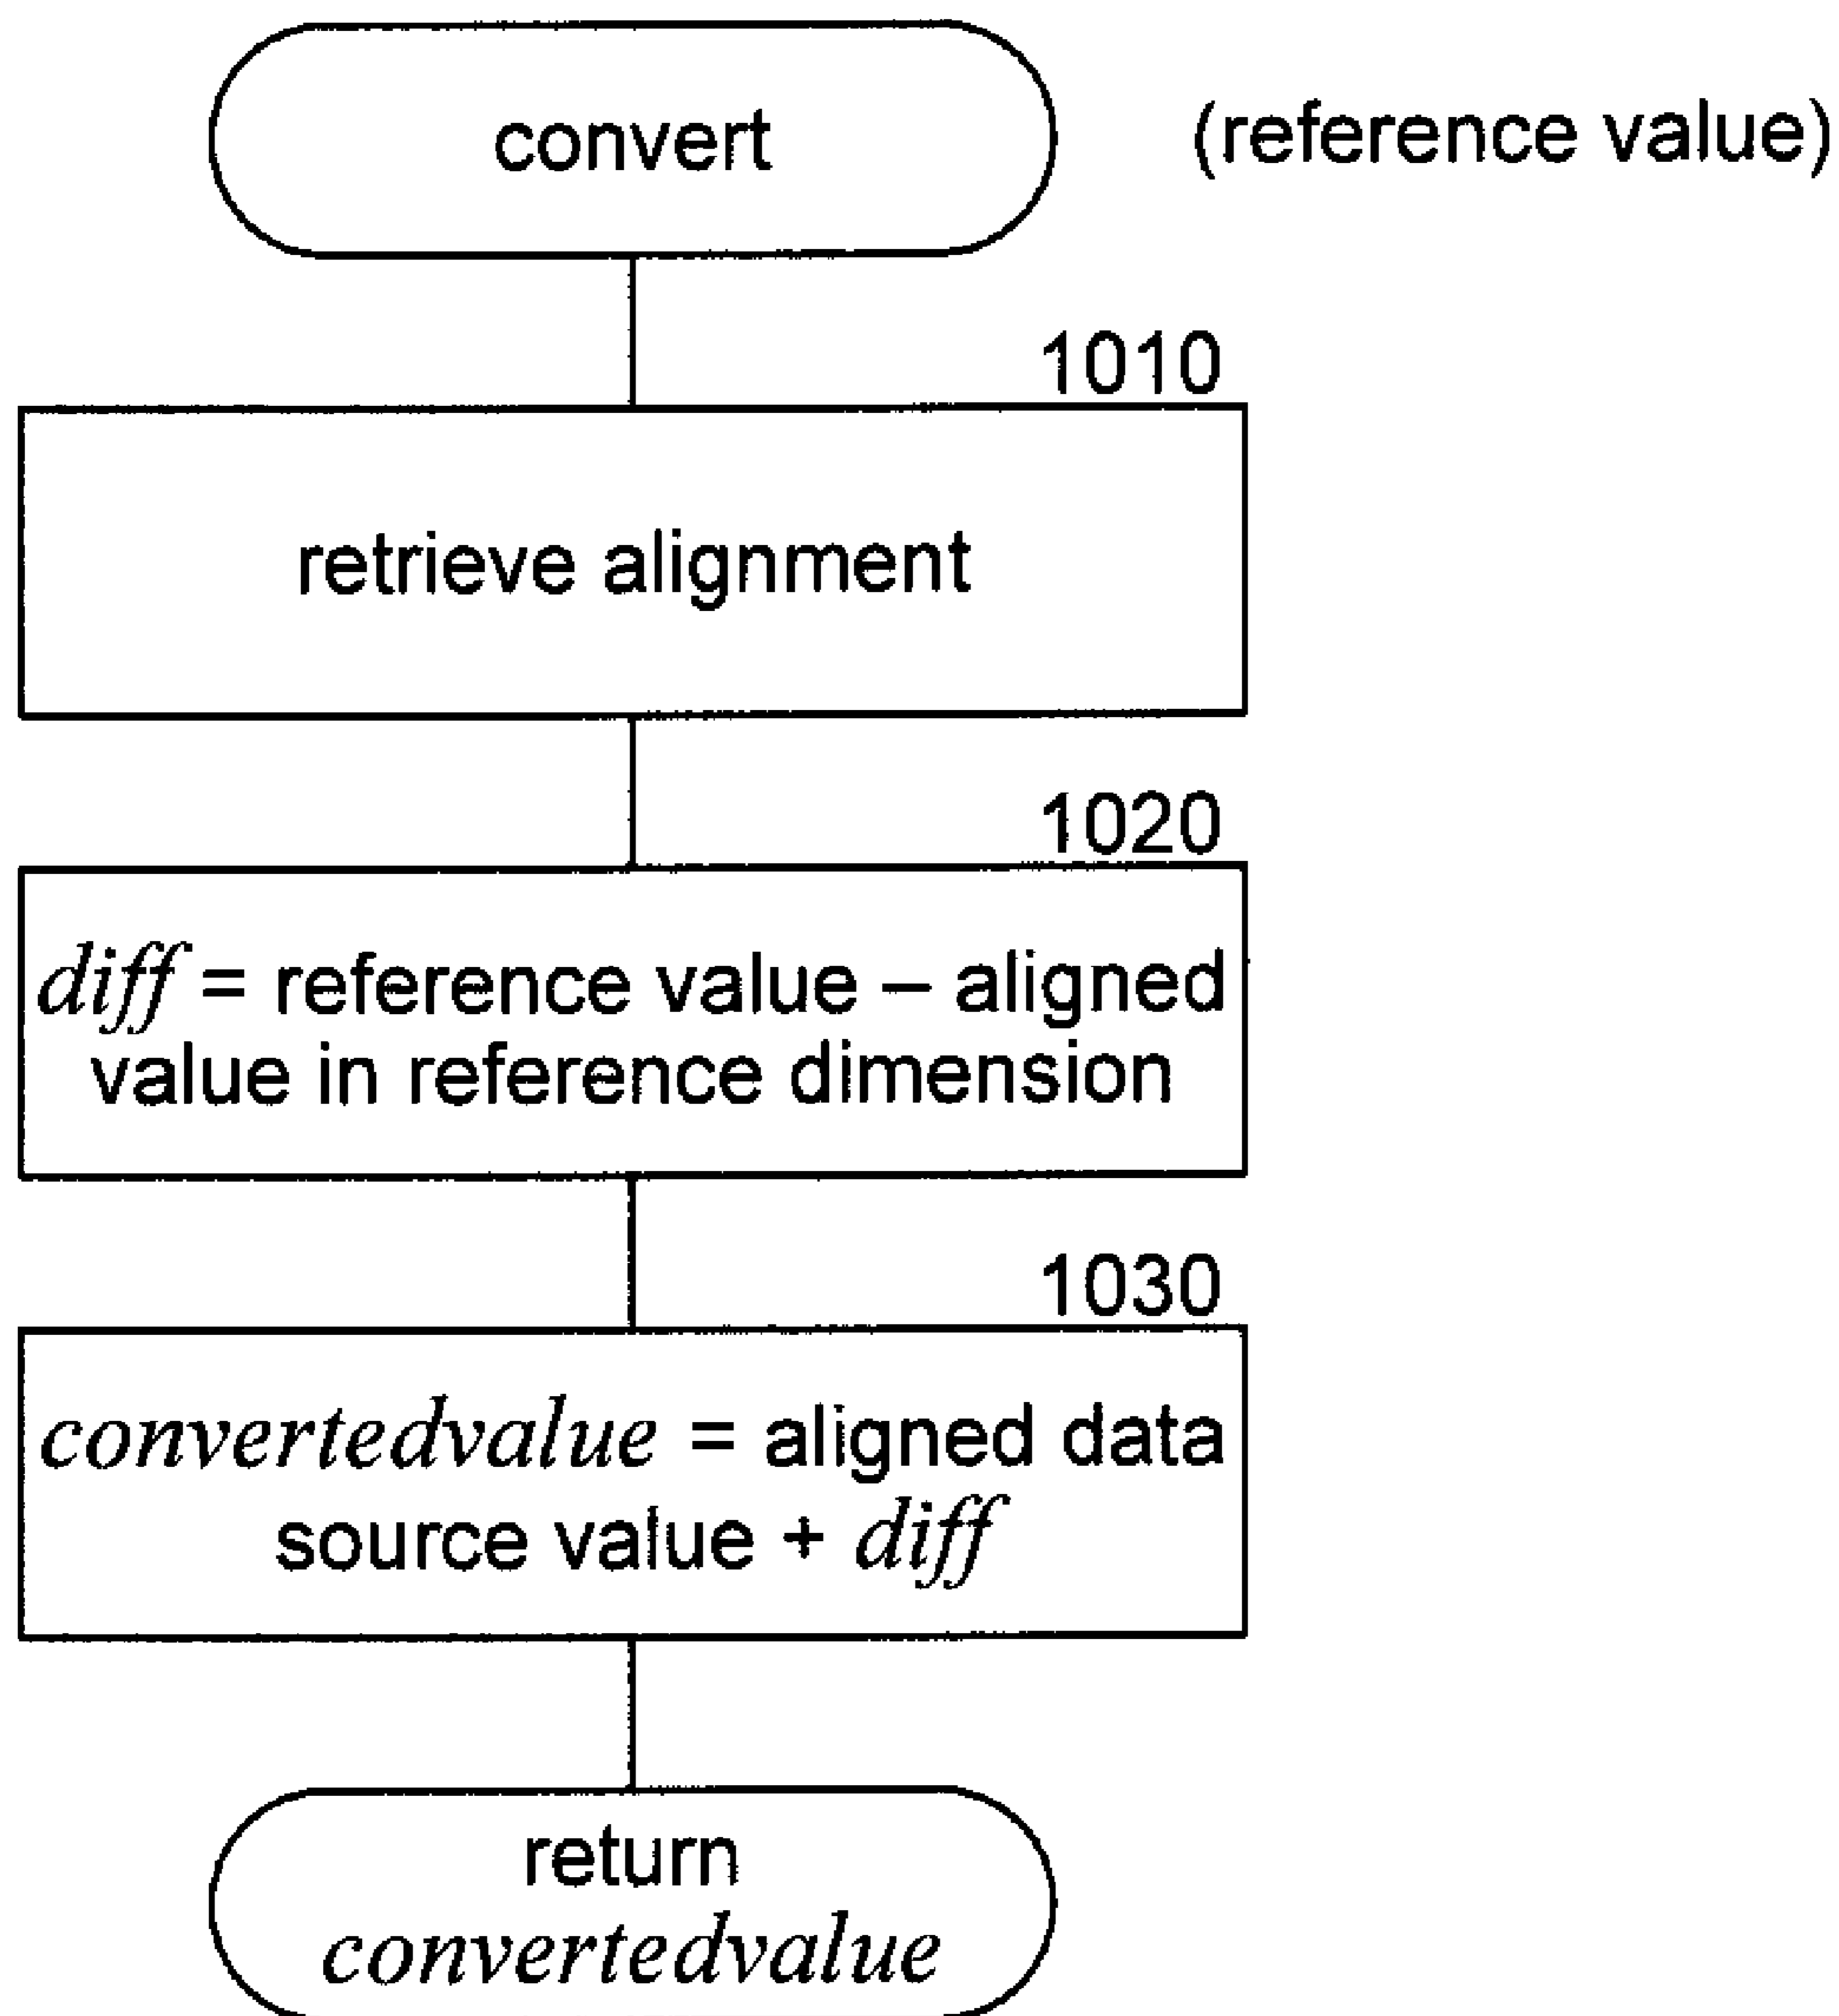 convert
(reference value)
1010
retrieve alignment
1020
diff = reference value – aligned
value in reference dimension
1030
convertedvalue = aligned data
source value + diff
return
convertedvalue